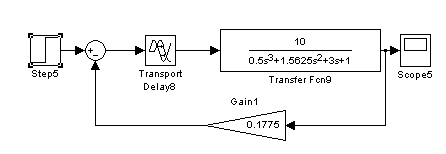 10
0.5s³+1.5625s²+3s+1
Step5
Transport
Delay8
Transfer Fcn9
Scope5
Gain1
0.1775